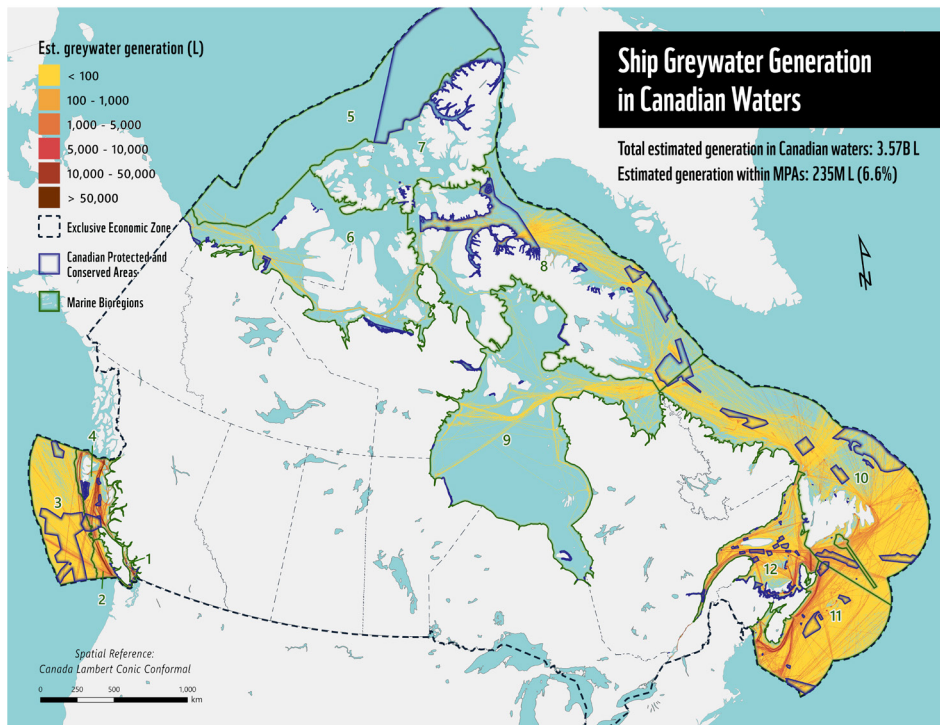 Ship Greywater Generation
in Canadian Waters
Total estimated generation in Canadian waters: 3.57B L
Estimated generation within MPAs: 235M L (6.6%)
Est. greywater generation (L)
< 100
100 - 1,000
1,000 - 5,000
5,000 - 10,000
10,000 - 50,000
> 50,000
Exclusive Economic Zone
Canadian Protected and
Conserved Areas
Marine Bioregions
5
7
6
8
9
4
3
1
2
10
12
11
N
Spatial Reference:
Canada Lambert Conic Conformal
0 250 500 1,000
km